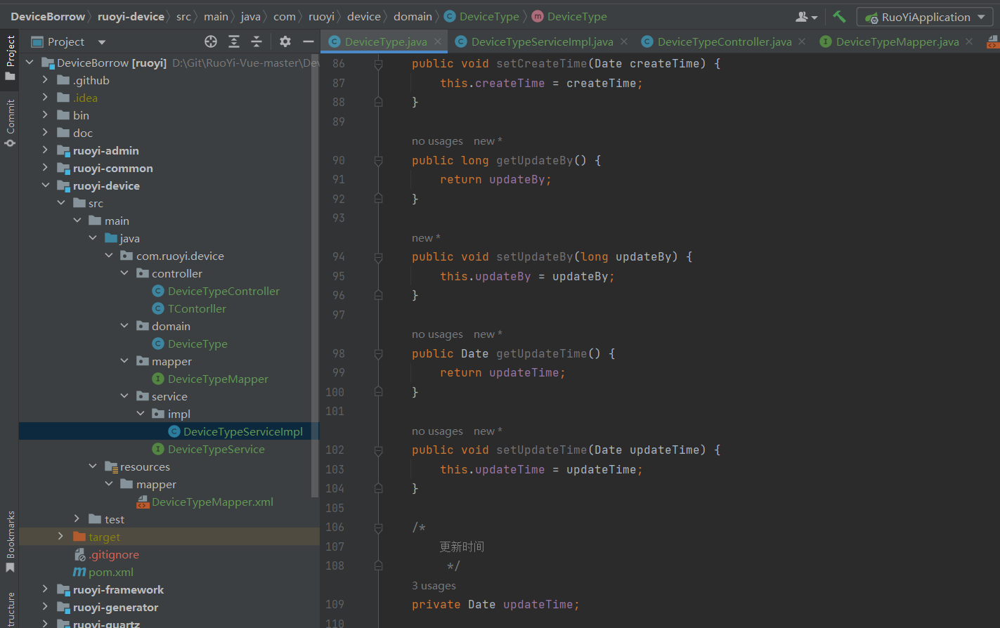 DeviceBorrow ruoyi-device src main java com ruoyi device domain DeviceType DeviceType RuoYiApplication
Project
DeviceType.java DeviceTypeServiceImpl.java DeviceTypeController.java DeviceTypeMapper.java
Project
Commit
Bookmarks
DeviceBorrow [ruoyi] D:\Git\RuoYi-Vue-master\De
.github
.idea
bin
doc
ruoyi-admin
ruoyi-common
ruoyi-device
src
main
java
com.ruoyi.device
controller
DeviceTypeController
TContorller
domain
DeviceType
mapper
DeviceTypeMapper
service
impl
DeviceTypeServiceImpl
DeviceTypeService
resources
mapper
DeviceTypeMapper.xml
test
target
.gitignore
pom.xml
ruoyi-framework
ruoyi-generator
ruoyi-quartz
86 public void setCreateTime(Date createTime) {
87 this.createTime = createTime;
88 }
89
no usages new *
90 public long getUpdateBy() {
91 return updateBy;
92 }
93
new *
94 public void setUpdateBy(long updateBy) {
95 this.updateBy = updateBy;
96 }
97
no usages new *
98 public Date getUpdateTime() {
99 return updateTime;
100 }
101
no usages new *
102 public void setUpdateTime(Date updateTime) {
103 this.updateTime = updateTime;
104 }
105
106 /*
107 更新时间
108 */
3 usages
109 private Date updateTime;
110